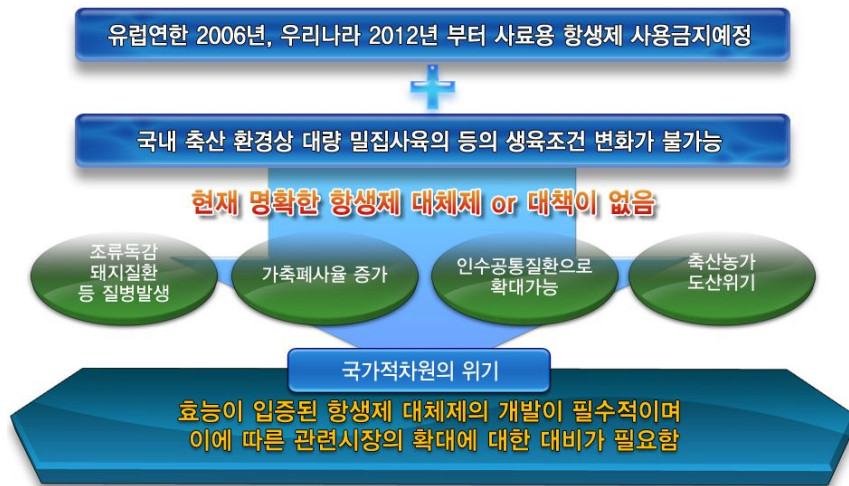 유럽연한 2006년, 우리나라 2012년 부터 사료용 항생제 사용금지예정
+
국내 축산 환경상 대량 밀집사육의 등의 생육조건 변화가 불가능
현재 명확한 항생제 대체제 or 대책이 없음
조류독감
돼지질환
등 질병발생
가축폐사율 증가
인수공통질환으로
확대가능
축산농가
도산위기
국가적차원의 위기
효능이 입증된 항생제 대체제의 개발이 필수적이며
이에 따른 관련시장의 확대에 대한 대비가 필요함